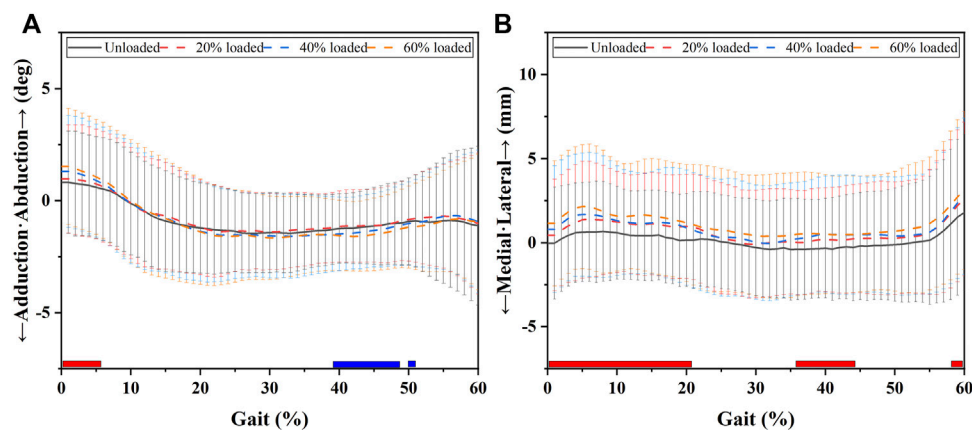 A
Unloaded 20% loaded 40% loaded 60% loaded
←Adduction·Abduction→ (deg)
5
0
-5
0 10 20 30 40 50 60
Gait (%)
B
Unloaded 20% loaded 40% loaded 60% loaded
←Medial·Lateral→ (mm)
10
5
0
-5
0 10 20 30 40 50 60
Gait (%)